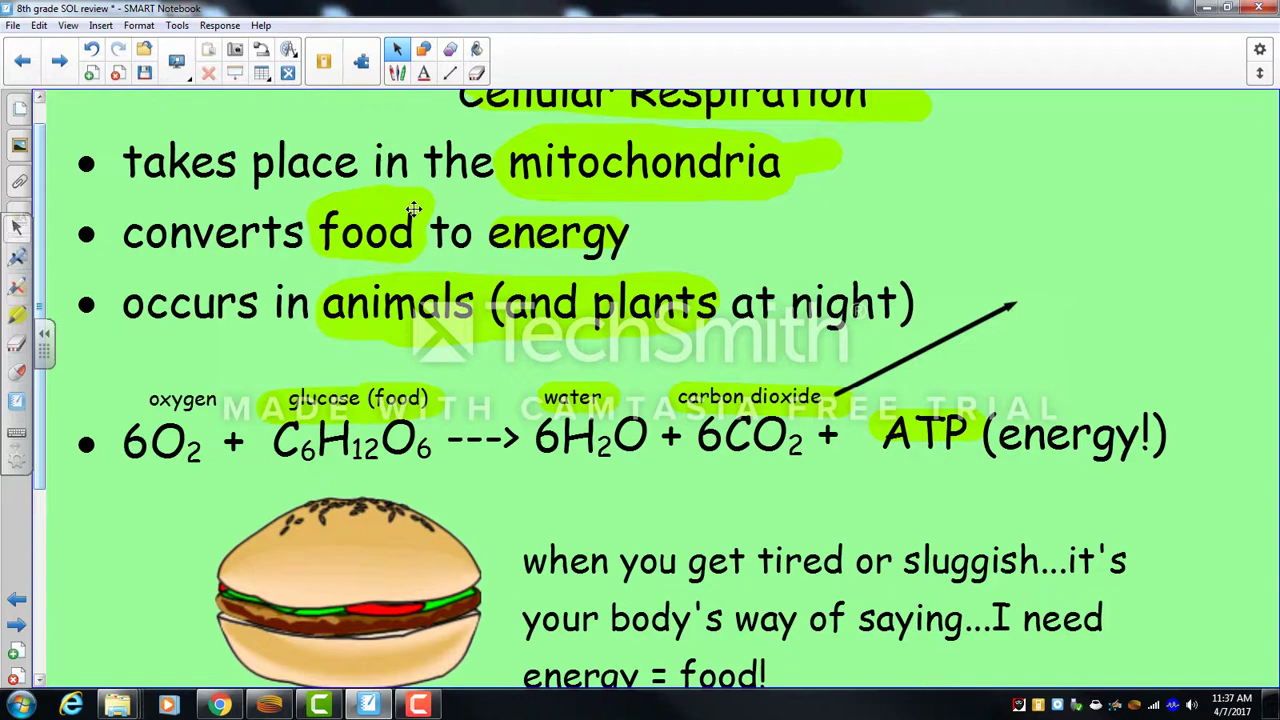 8th grade SOL review * - SMART Notebook
File Edit View Insert Format Tools Response Help
Cellular Respiration
• takes place in the mitochondria
• converts food to energy
• occurs in animals (and plants at night)
TechSmith®
MADE WITH CAMTASIA FREE TRIAL
oxygen glucose (food) water carbon dioxide
• 6O₂ + C₆H₁₂O₆ ---> 6H₂O + 6CO₂ + ATP (energy!)
when you get tired or sluggish...it's
your body's way of saying...I need
energy = food!
11:37 AM
4/7/2017